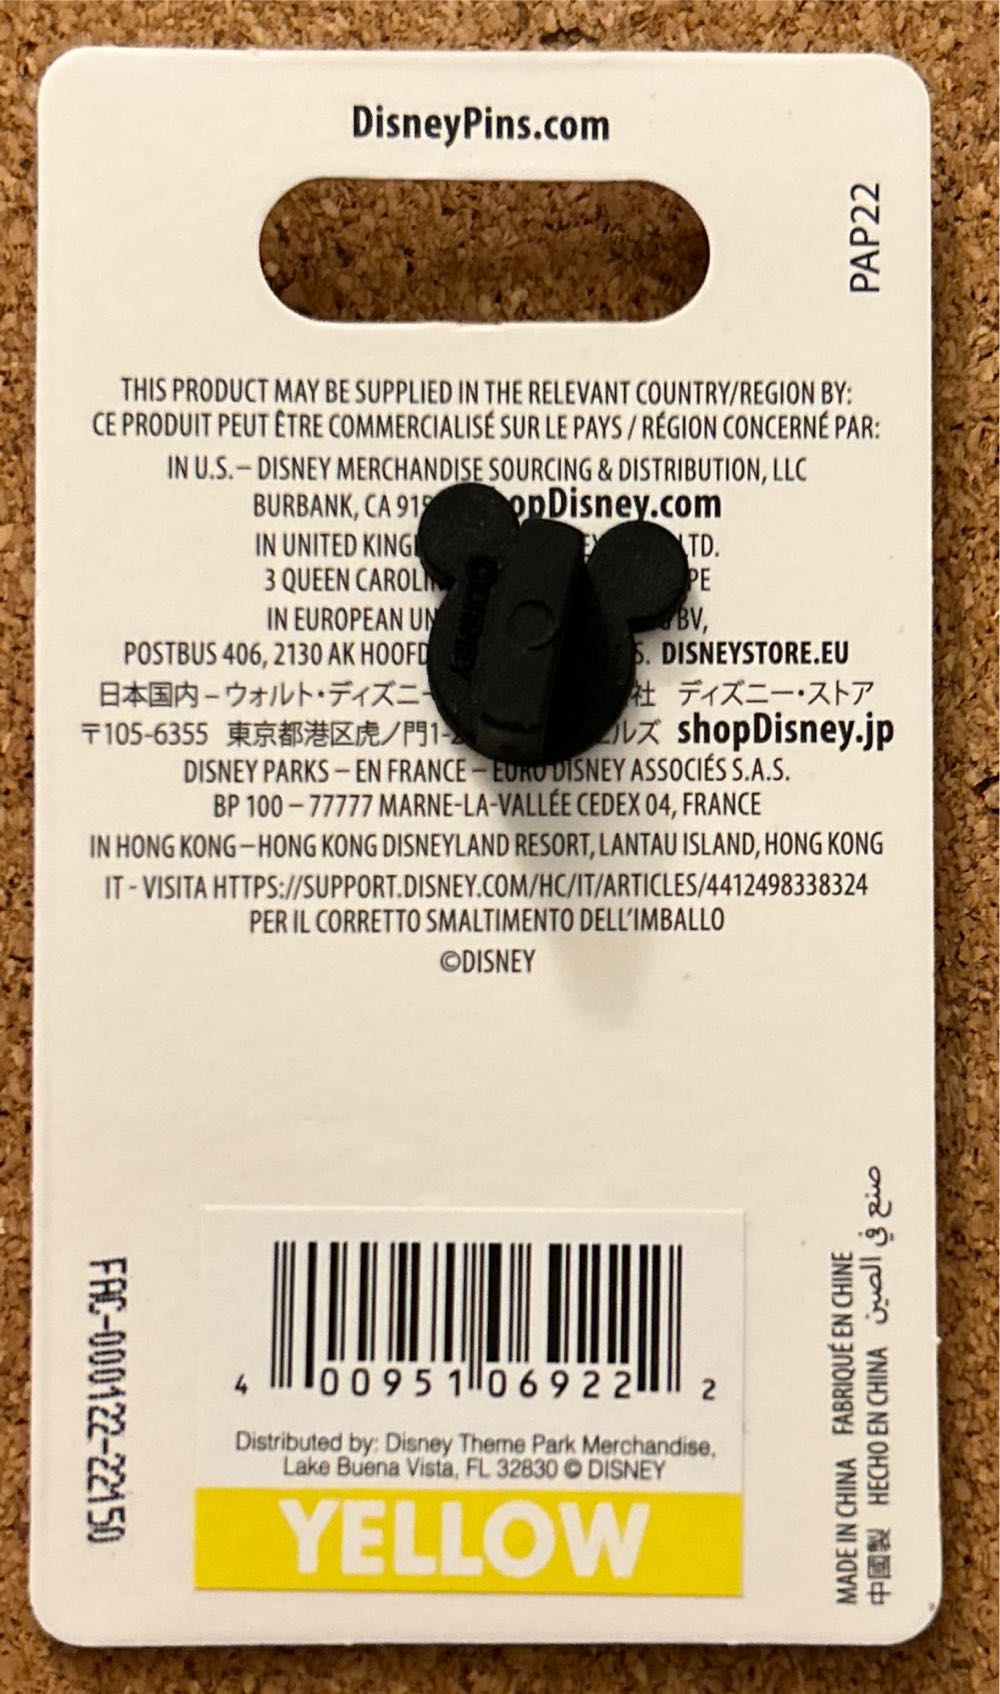 DisneyPins.com
PAP22
THIS PRODUCT MAY BE SUPPLIED IN THE RELEVANT COUNTRY/REGION BY:
CE PRODUIT PEUT ÊTRE COMMERCIALISÉ SUR LE PAYS / RÉGION CONCERNÉ PAR:
IN U.S.– DISNEY MERCHANDISE SOURCING & DISTRIBUTION, LLC
BURBANK, CA opDisney.com
IN UNITED LTD.
3 QUEEN
IN EUROPEAN BV,
POSTBUS 406, 2130 AK DISNEYSTORE.EU
日本国内 – ウォルト・ディズニー 社 ディズニー・ストア
〒105-6355 東京都港区虎ノ門1- ルズ shopDisney.jp
DISNEY PARKS – EN FRANCE – EURO DISNEY ASSOCIÉS S.A.S.
BP 100 – 77777 MARNE-LA-VALLÉE CEDEX 04, FRANCE
IN HONG KONG – HONG KONG DISNEYLAND RESORT, LANTAU ISLAND, HONG KONG
IT - VISITA HTTPS://SUPPORT.DISNEY.COM/HC/IT/ARTICLES/4412498338324
PER IL CORRETTO SMALTIMENTO DELL'IMBALLO
©DISNEY
FAC-000122-22150
4 00951 06922 2
Distributed by: Disney Theme Park Merchandise,
Lake Buena Vista, FL 32830 © DISNEY
YELLOW
MADE IN CHINA FABRIQUÉ EN CHINE
中國製 HECHO EN CHINA صنع في الصين